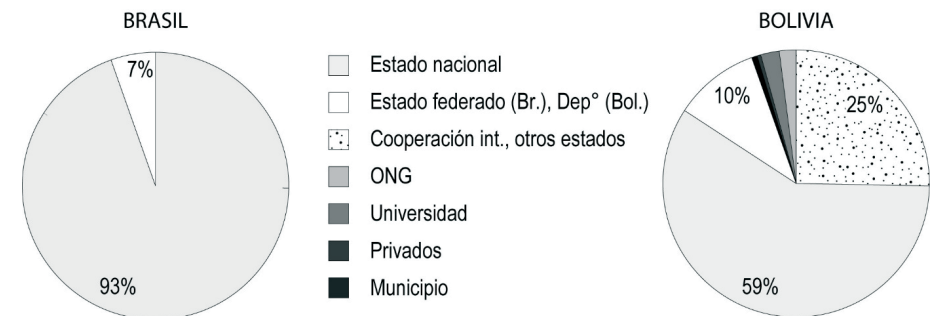 BRASIL
7%
93%
Estado nacional
Estado federado (Br.), Dep° (Bol.)
Cooperación int., otros estados
ONG
Universidad
Privados
Municipio
BOLIVIA
10%
25%
59%